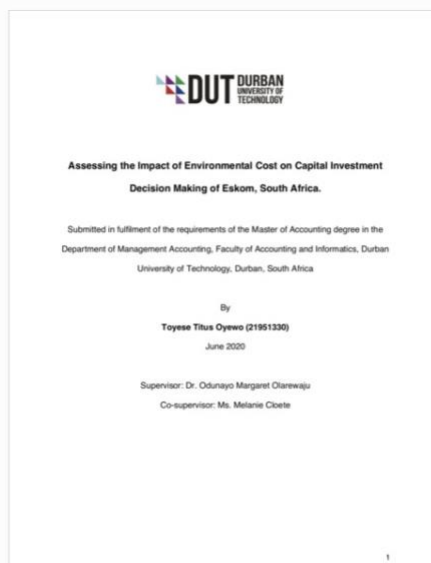 DUT DURBAN
UNIVERSITY OF
TECHNOLOGY
Assessing the Impact of Environmental Cost on Capital Investment
Decision Making of Eskom, South Africa.
Submitted in fulfilment of the requirements of the Master of Accounting degree in the
Department of Management Accounting, Faculty of Accounting and Informatics, Durban
University of Technology, Durban, South Africa
By
Toyese Titus Oyewo (21951330)
June 2020
Supervisor: Dr. Odunayo Margaret Olarewaju
Co-supervisor: Ms. Melanie Cloete
1